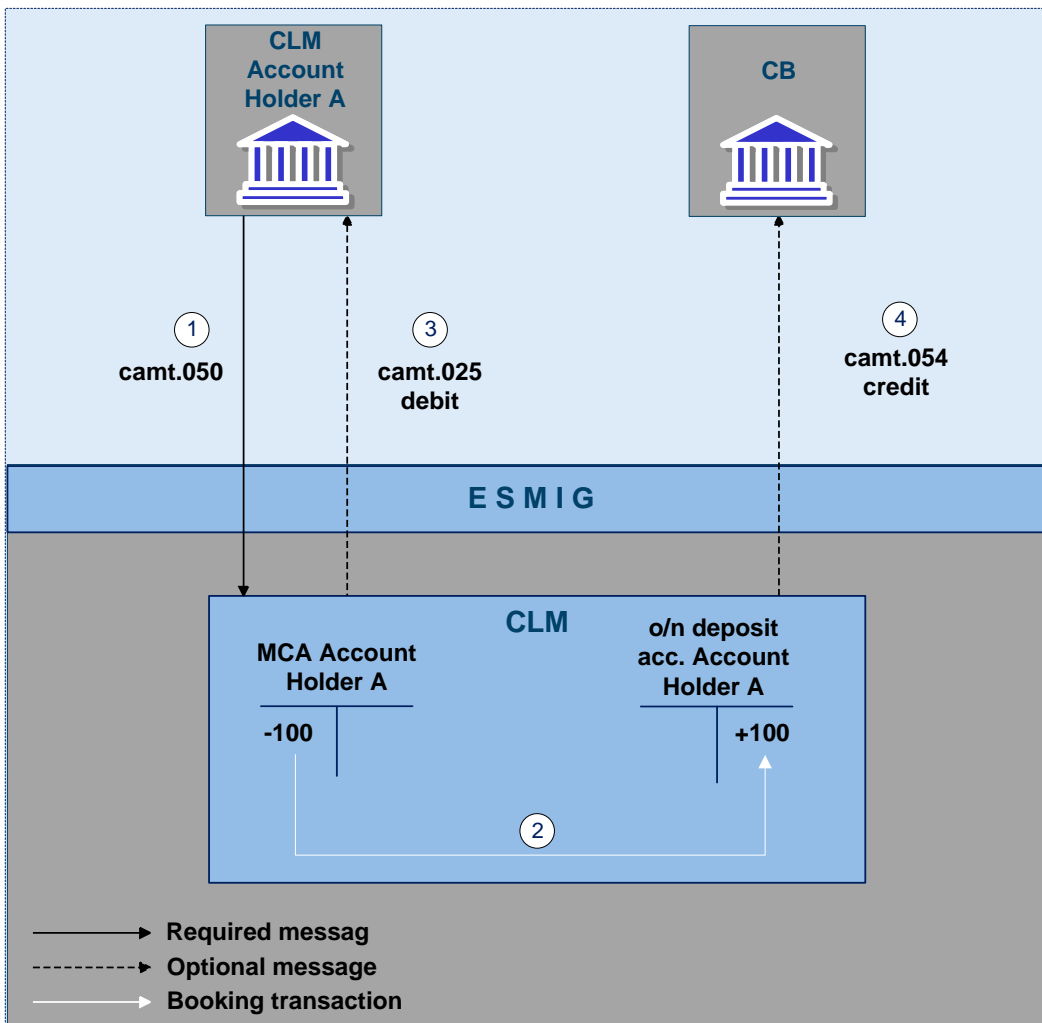 CLM
Account
Holder A
CB
1
camt.050
3
camt.025
debit
4
camt.054
credit
E S M I G
CLM
MCA Account
Holder A
-100
o/n deposit
acc. Account
Holder A
+100
2
Required messag
Optional message
Booking transaction